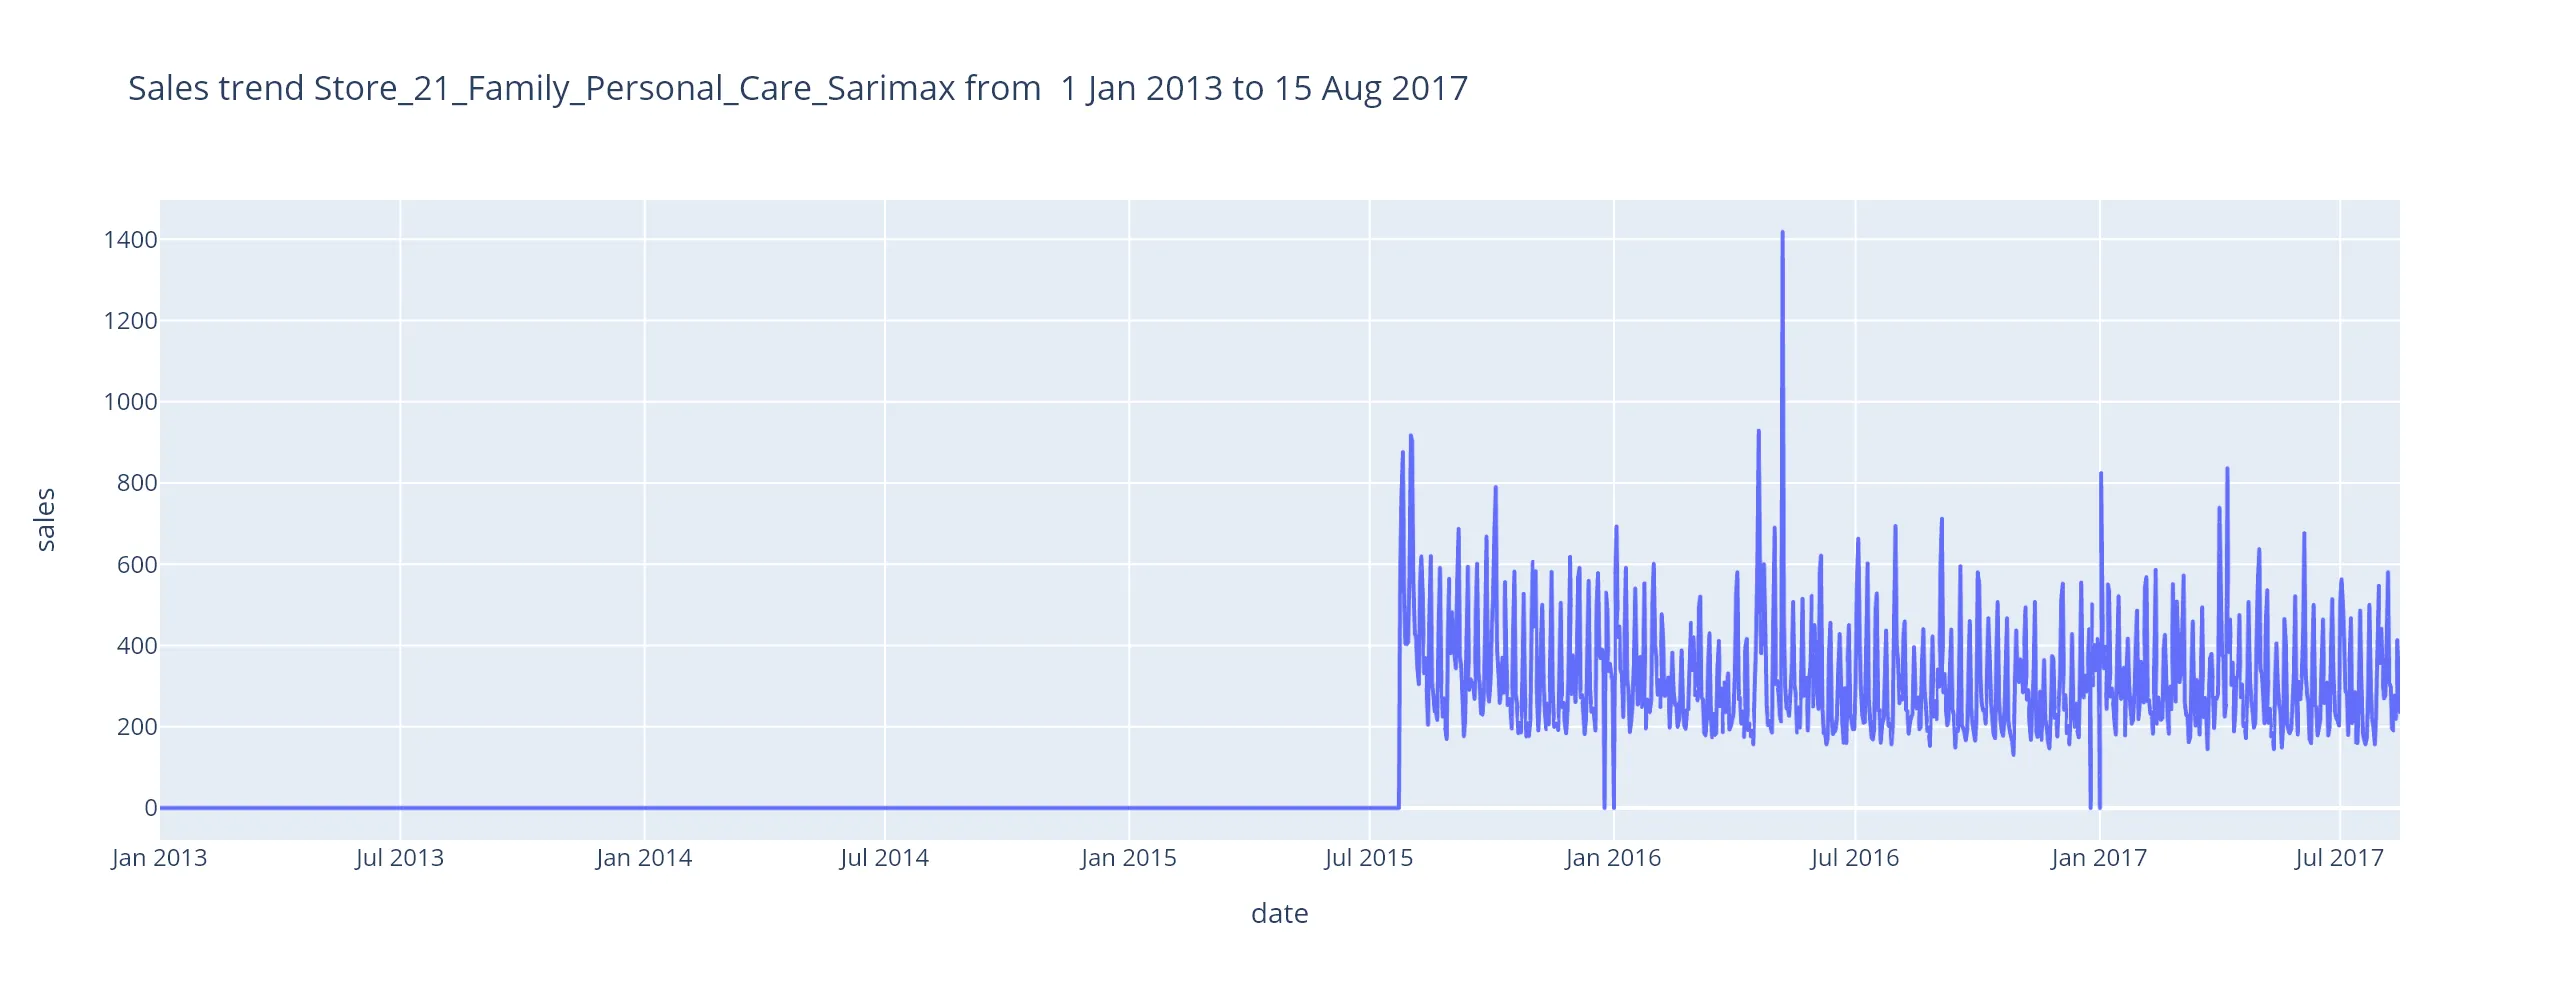 Sales trend Store_21_Family_Personal_Care_Sarimax from  1 Jan 2013 to 15 Aug 2017
1400
1200
1000
800
600
400
200
0
sales
Jan 2013 Jul 2013 Jan 2014 Jul 2014 Jan 2015 Jul 2015 Jan 2016 Jul 2016 Jan 2017 Jul 2017
date